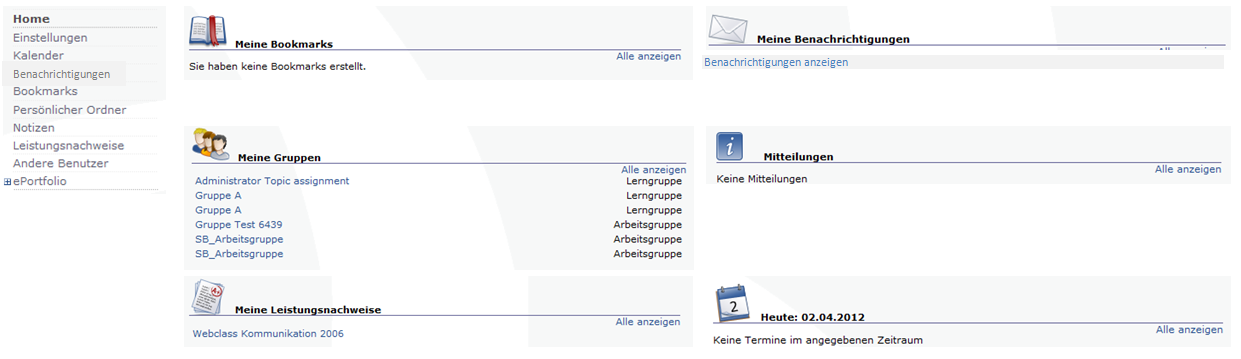 Home
Einstellungen
Kalender
Benachrichtigungen
Bookmarks
Persönlicher Ordner
Notizen
Leistungsnachweise
Andere Benutzer
ePortfolio
Meine Bookmarks
Alle anzeigen
Sie haben keine Bookmarks erstellt.
Meine Benachrichtigungen
Benachrichtigungen anzeigen
Meine Gruppen
Alle anzeigen
Administrator Topic assignment Lerngruppe
Gruppe A Lerngruppe
Gruppe A Lerngruppe
Gruppe Test 6439 Arbeitsgruppe
SB_Arbeitsgruppe Arbeitsgruppe
SB_Arbeitsgruppe Arbeitsgruppe
Mitteilungen
Alle anzeigen
Keine Mitteilungen
A+
Meine Leistungsnachweise
Alle anzeigen
Webclass Kommunikation 2006
2
Heute: 02.04.2012
Alle anzeigen
Keine Termine im angegebenen Zeitraum